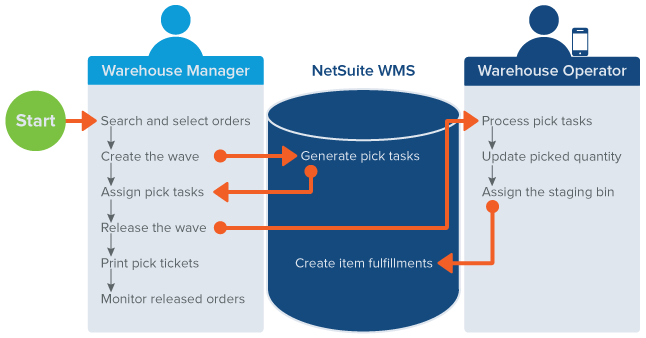 Start
Warehouse Manager
Search and select orders
Create the wave
Assign pick tasks
Release the wave
Print pick tickets
Monitor released orders
NetSuite WMS
Generate pick tasks
Create item fulfillments
Warehouse Operator
Process pick tasks
Update picked quantity
Assign the staging bin